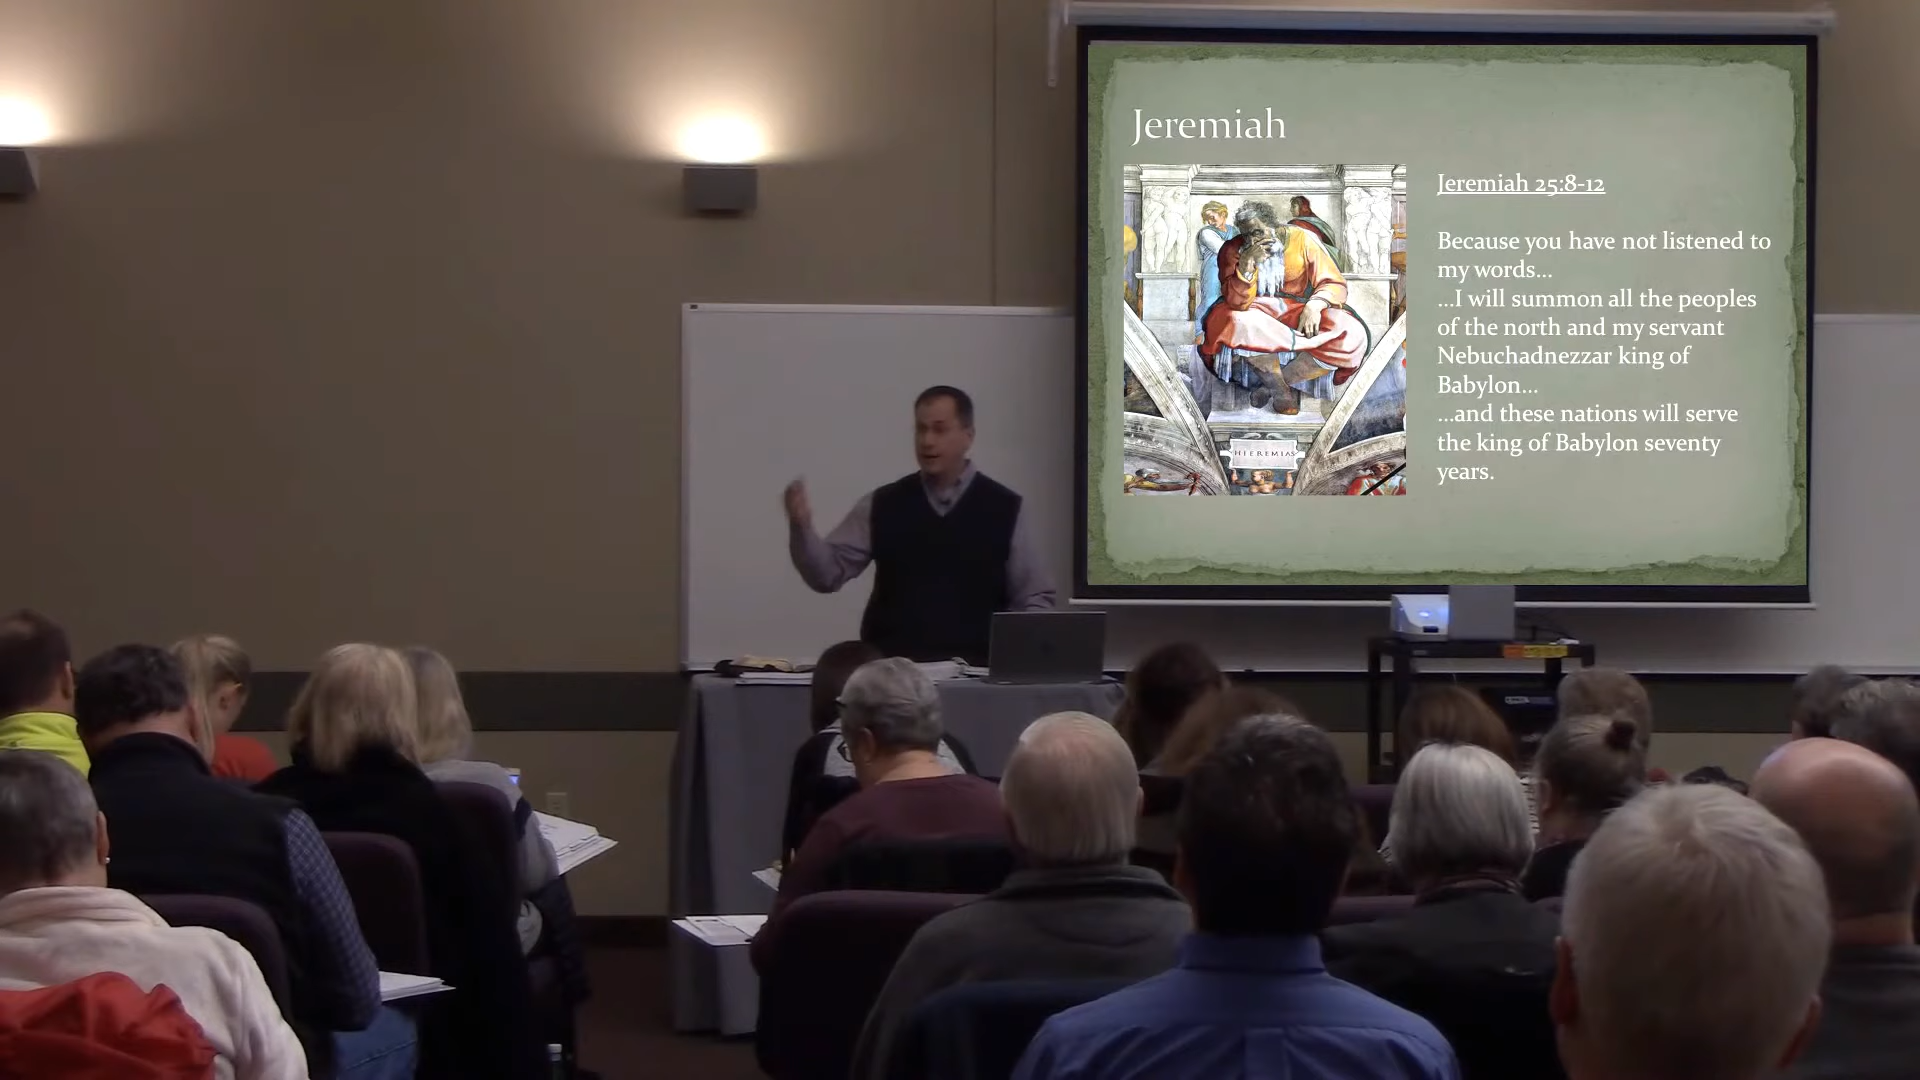 Jeremiah
Jeremiah 25:8-12
Because you have not listened to
my words...
...I will summon all the peoples
of the north and my servant
Nebuchadnezzar king of
Babylon...
...and these nations will serve
the king of Babylon seventy
years.
HIEREMIAS